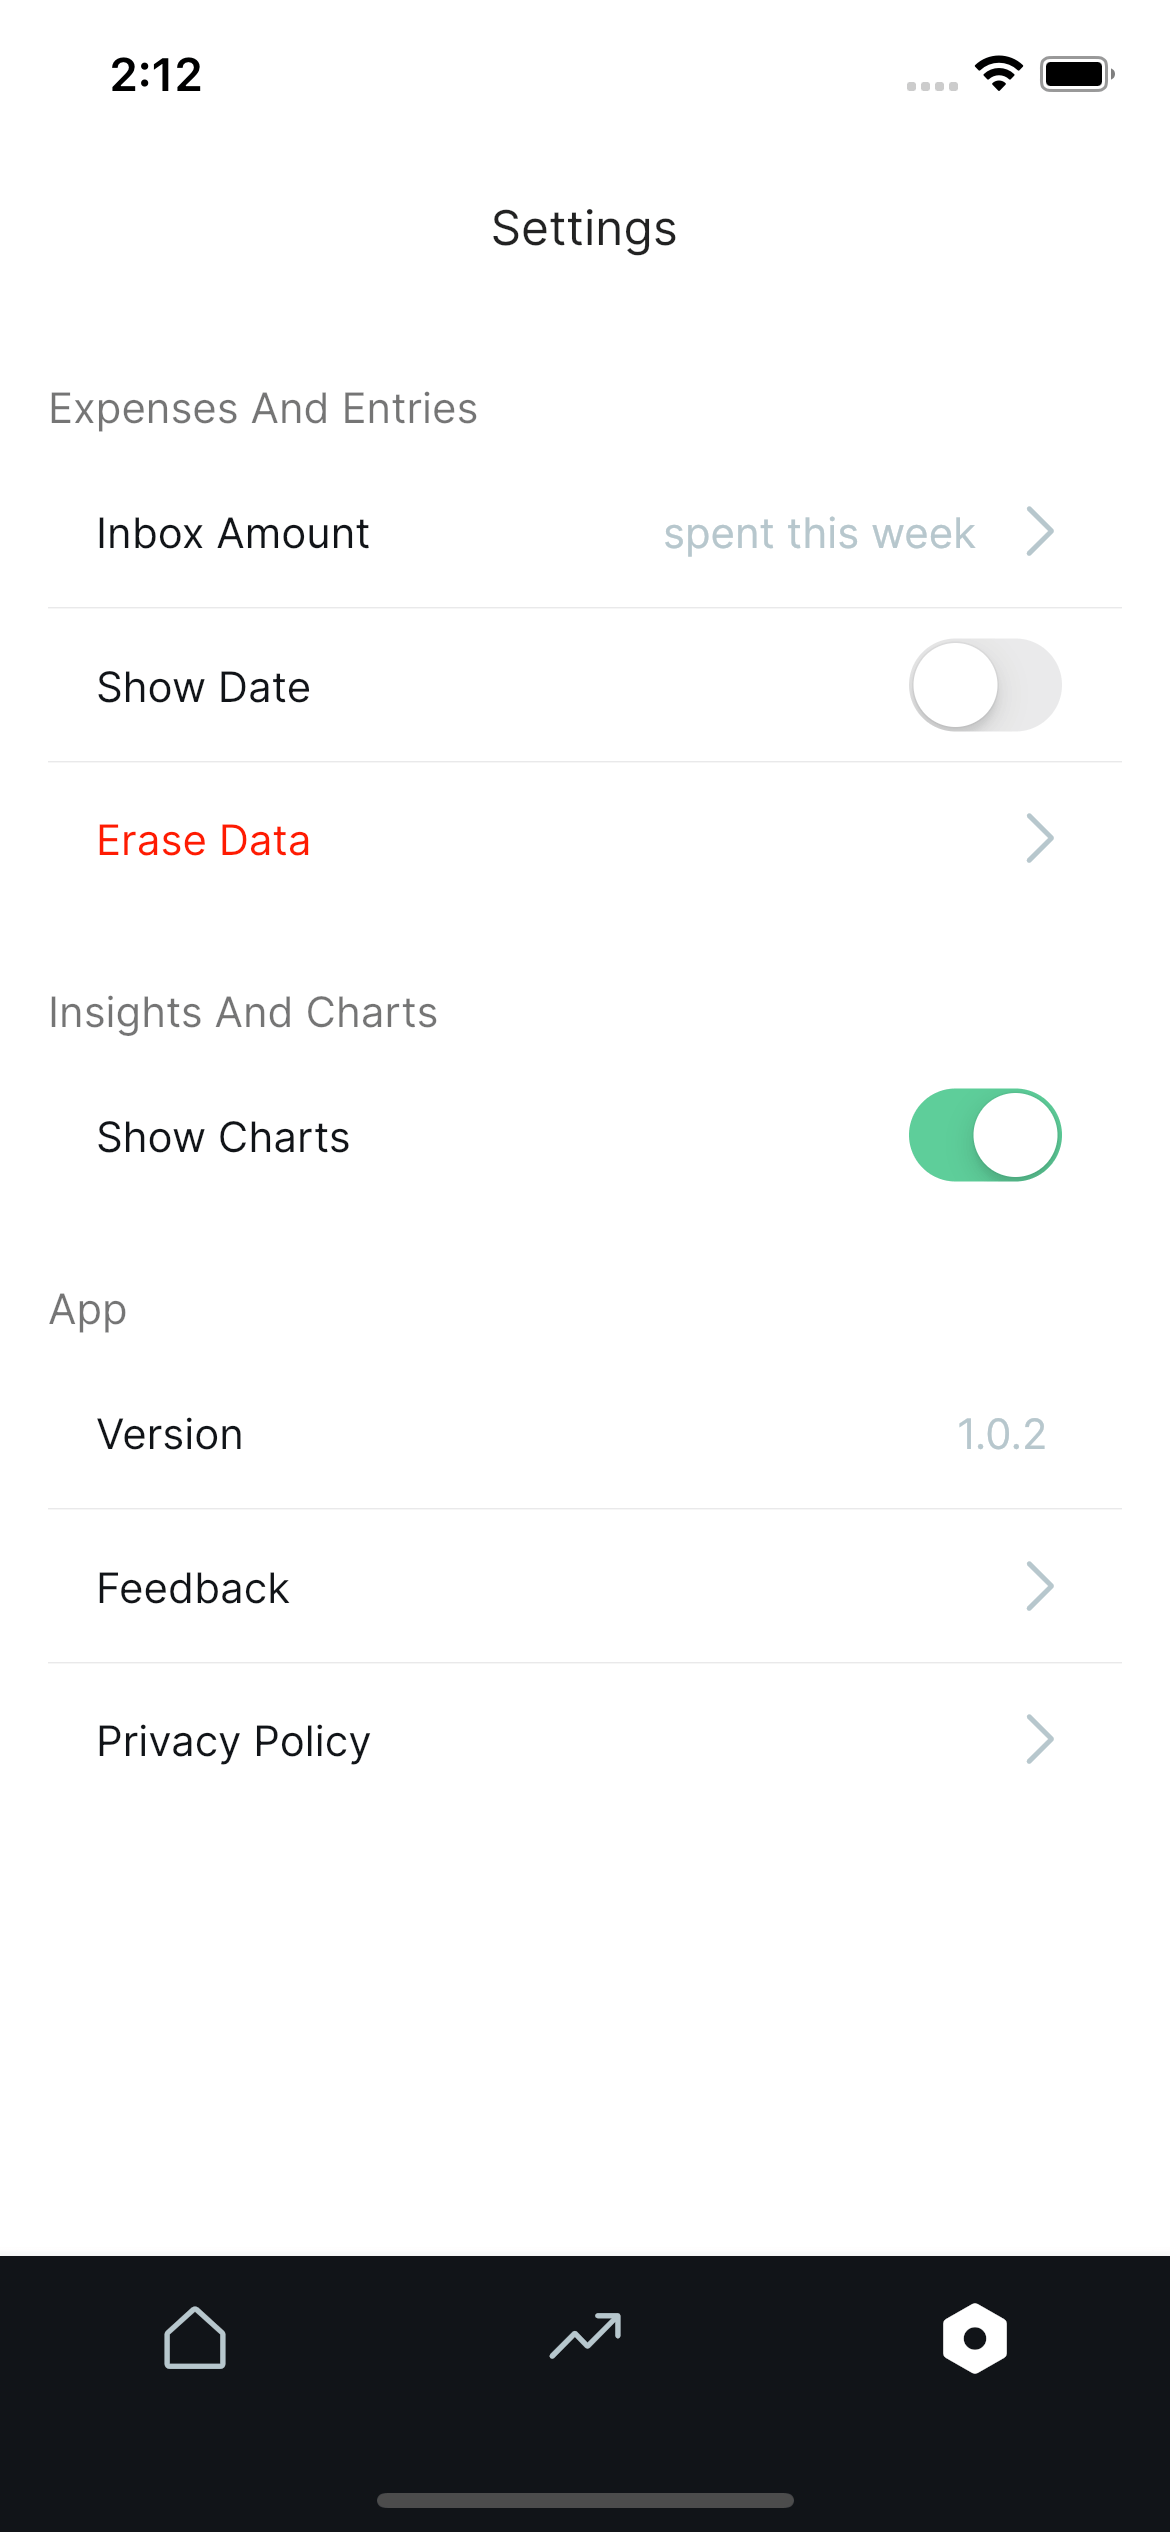 2:12
Settings
Expenses And Entries
Inbox Amount spent this week
Show Date
Erase Data
Insights And Charts
Show Charts
App
Version 1.0.2
Feedback
Privacy Policy